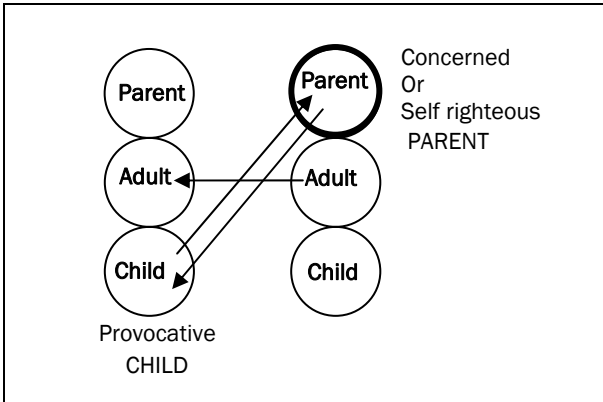 Parent
Adult
Child
Provocative
CHILD
Parent
Adult
Child
Concerned
Or
Self righteous
PARENT